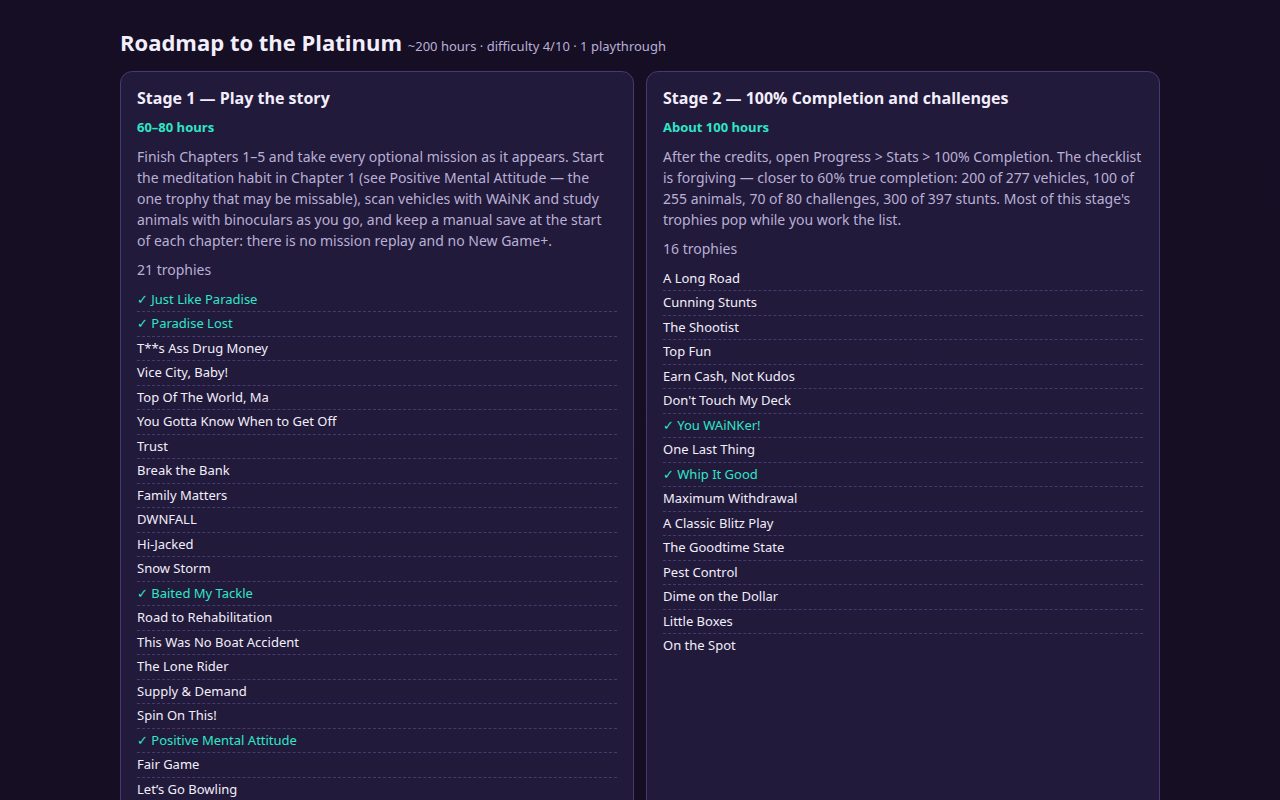 Roadmap to the Platinum ~200 hours · difficulty 4/10 · 1 playthrough
Stage 1 — Play the story
60–80 hours
Finish Chapters 1–5 and take every optional mission as it appears. Start
the meditation habit in Chapter 1 (see Positive Mental Attitude — the
one trophy that may be missable), scan vehicles with WAiNK and study
animals with binoculars as you go, and keep a manual save at the start
of each chapter: there is no mission replay and no New Game+.
21 trophies
✓ Just Like Paradise
✓ Paradise Lost
T**s Ass Drug Money
Vice City, Baby!
Top Of The World, Ma
You Gotta Know When to Get Off
Trust
Break the Bank
Family Matters
DWNFALL
Hi-Jacked
Snow Storm
✓ Baited My Tackle
Road to Rehabilitation
This Was No Boat Accident
The Lone Rider
Supply & Demand
Spin On This!
✓ Positive Mental Attitude
Fair Game
Let's Go Bowling
Stage 2 — 100% Completion and challenges
About 100 hours
After the credits, open Progress > Stats > 100% Completion. The checklist
is forgiving — closer to 60% true completion: 200 of 277 vehicles, 100 of
255 animals, 70 of 80 challenges, 300 of 397 stunts. Most of this stage's
trophies pop while you work the list.
16 trophies
A Long Road
Cunning Stunts
The Shootist
Top Fun
Earn Cash, Not Kudos
Don't Touch My Deck
✓ You WAiNKer!
One Last Thing
✓ Whip It Good
Maximum Withdrawal
A Classic Blitz Play
The Goodtime State
Pest Control
Dime on the Dollar
Little Boxes
On the Spot